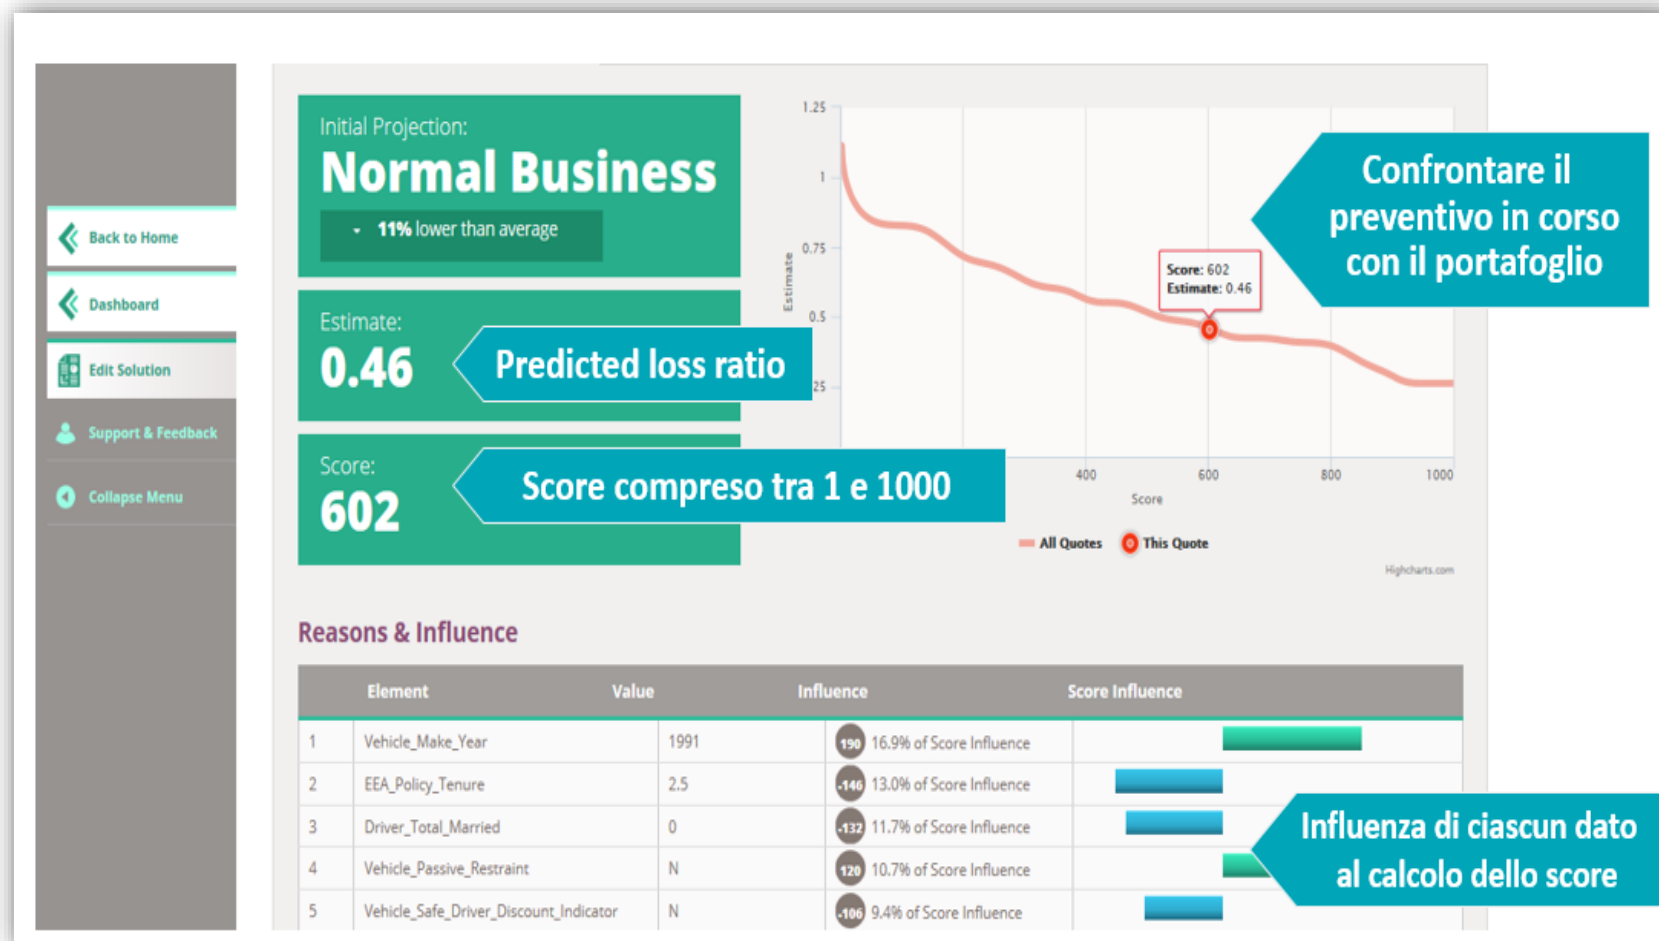 Back to Home
Dashboard
Edit Solution
Support & Feedback
Collapse Menu
Initial Projection:
Normal Business
11% lower than average
Estimate:
0.46
Predicted loss ratio
Score:
602
Score compreso tra 1 e 1000
1.25
1
0.75
0.5
25
Estimate
Score: 602
Estimate: 0.46
400 600 800 1000
Score
All Quotes This Quote
Highcharts.com
Confrontare il
preventivo in corso
con il portafoglio
Reasons & Influence
Element Value Influence Score Influence
1 Vehicle_Make_Year 1991 190 16.9% of Score Influence
2 EEA_Policy_Tenure 2.5 -146 13.0% of Score Influence
3 Driver_Total_Married 0 -132 11.7% of Score Influence
4 Vehicle_Passive_Restraint N 120 10.7% of Score Influence
5 Vehicle_Safe_Driver_Discount_Indicator N -106 9.4% of Score Influence
Influenza di ciascun dato
al calcolo dello score